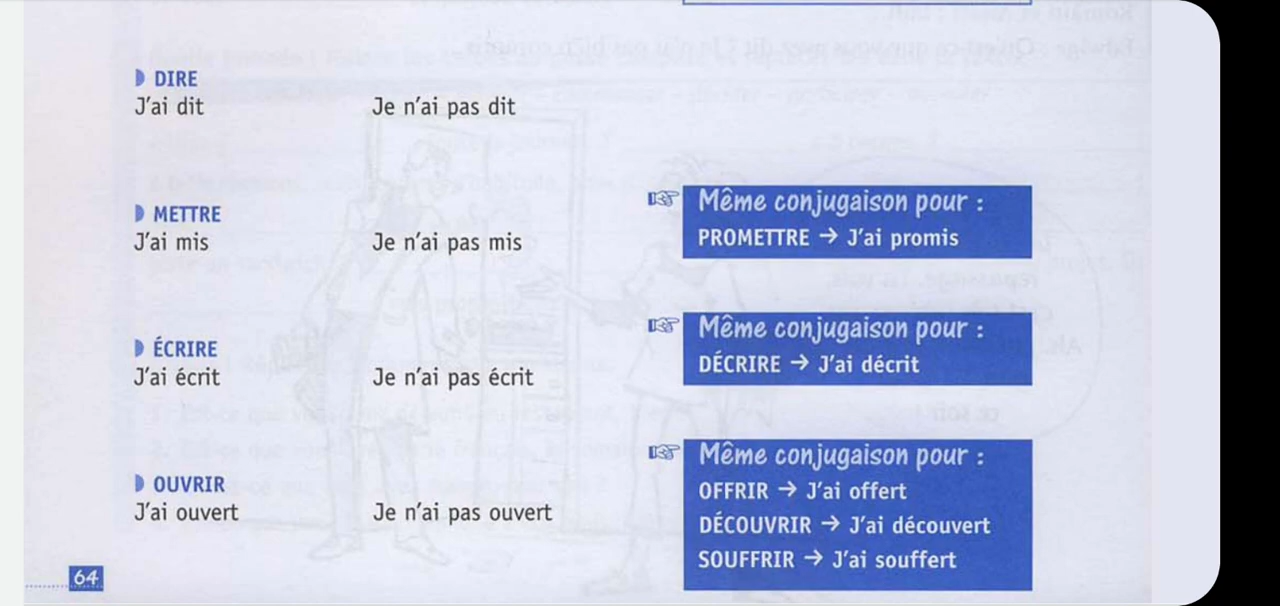 DIRE
J'ai dit
Je n'ai pas dit
METTRE
J'ai mis
Je n'ai pas mis
Même conjugaison pour :
PROMETTRE → J'ai promis
ÉCRIRE
J'ai écrit
Je n'ai pas écrit
Même conjugaison pour :
DÉCRIRE → J'ai décrit
OUVRIR
J'ai ouvert
Je n'ai pas ouvert
Même conjugaison pour :
OFFRIR → J'ai offert
DÉCOUVRIR → J'ai découvert
SOUFFRIR → J'ai souffert
64